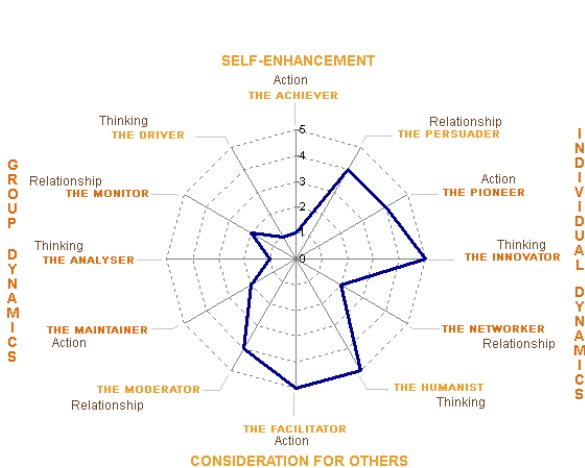 SELF-ENHANCEMENT
Action
THE ACHIEVER
Thinking
THE DRIVER
Relationship
THE PERSUADER
5
4
3
2
1
0
Relationship
THE MONITOR
Action
THE PIONEER
Thinking
THE ANALYSER
Thinking
THE INNOVATOR
THE MAINTAINER
Action
THE NETWORKER
Relationship
THE MODERATOR
Relationship
THE HUMANIST
Thinking
THE FACILITATOR
Action
CONSIDERATION FOR OTHERS
GROUP DYNAMICS
INDIVIDUAL DYNAMICS